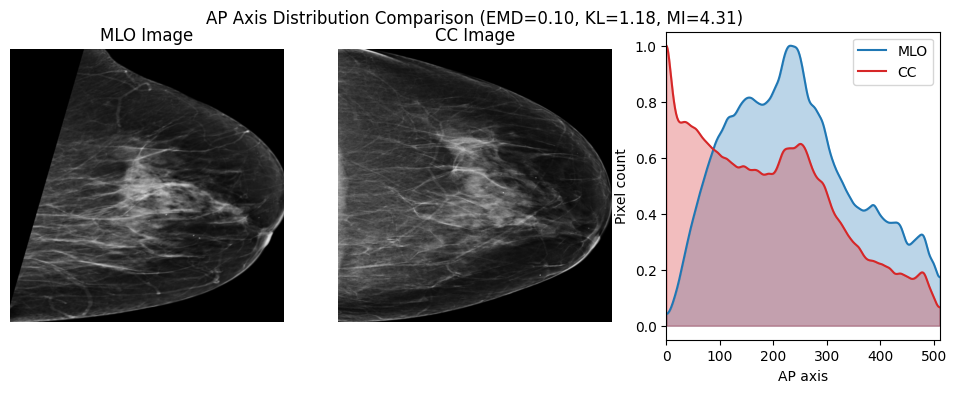 AP Axis Distribution Comparison (EMD=0.10, KL=1.18, MI=4.31)
MLO Image
CC Image
MLO
CC
Pixel count
1.0
0.8
0.6
0.4
0.2
0.0
0 100 200 300 400 500
AP axis